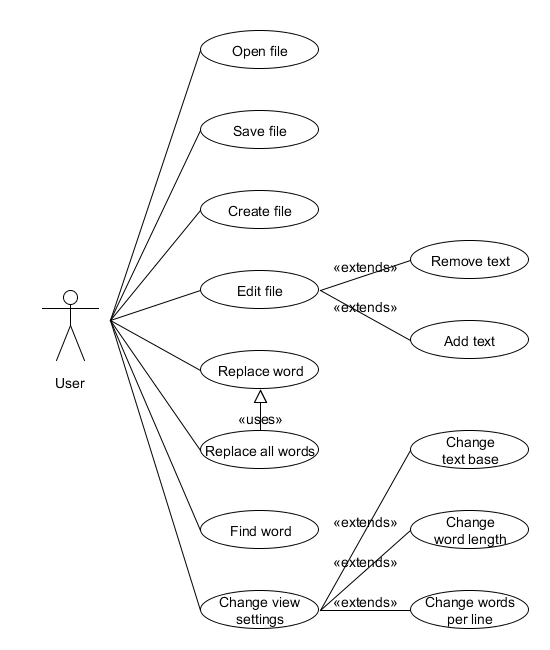 Open file
Save file
Create file
Edit file
«extends»
Remove text
«extends»
Add text
User
Replace word
«uses»
Replace all words
Change
text base
Find word
«extends»
Change
word length
«extends»
Change view
settings
«extends»
Change words
per line